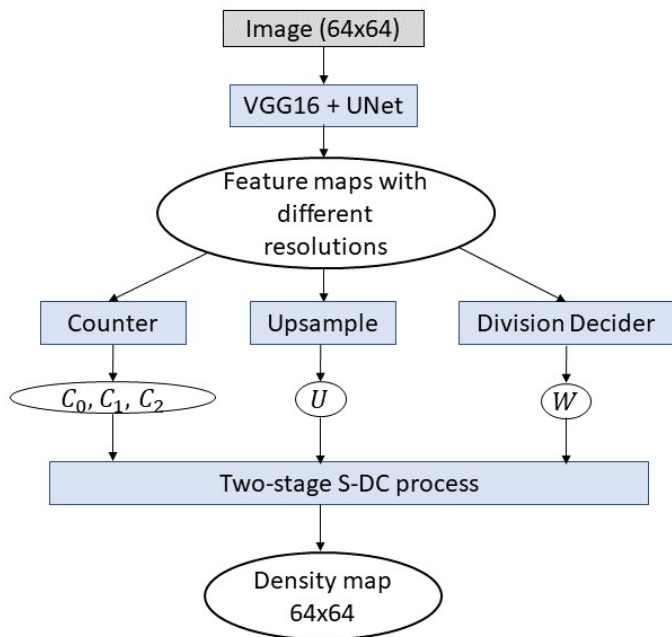 Image (64x64)
VGG16 + UNet
Feature maps with
different
resolutions
Counter
Upsample
Division Decider
C₀, C₁, C₂
U
W
Two-stage S-DC process
Density map
64x64